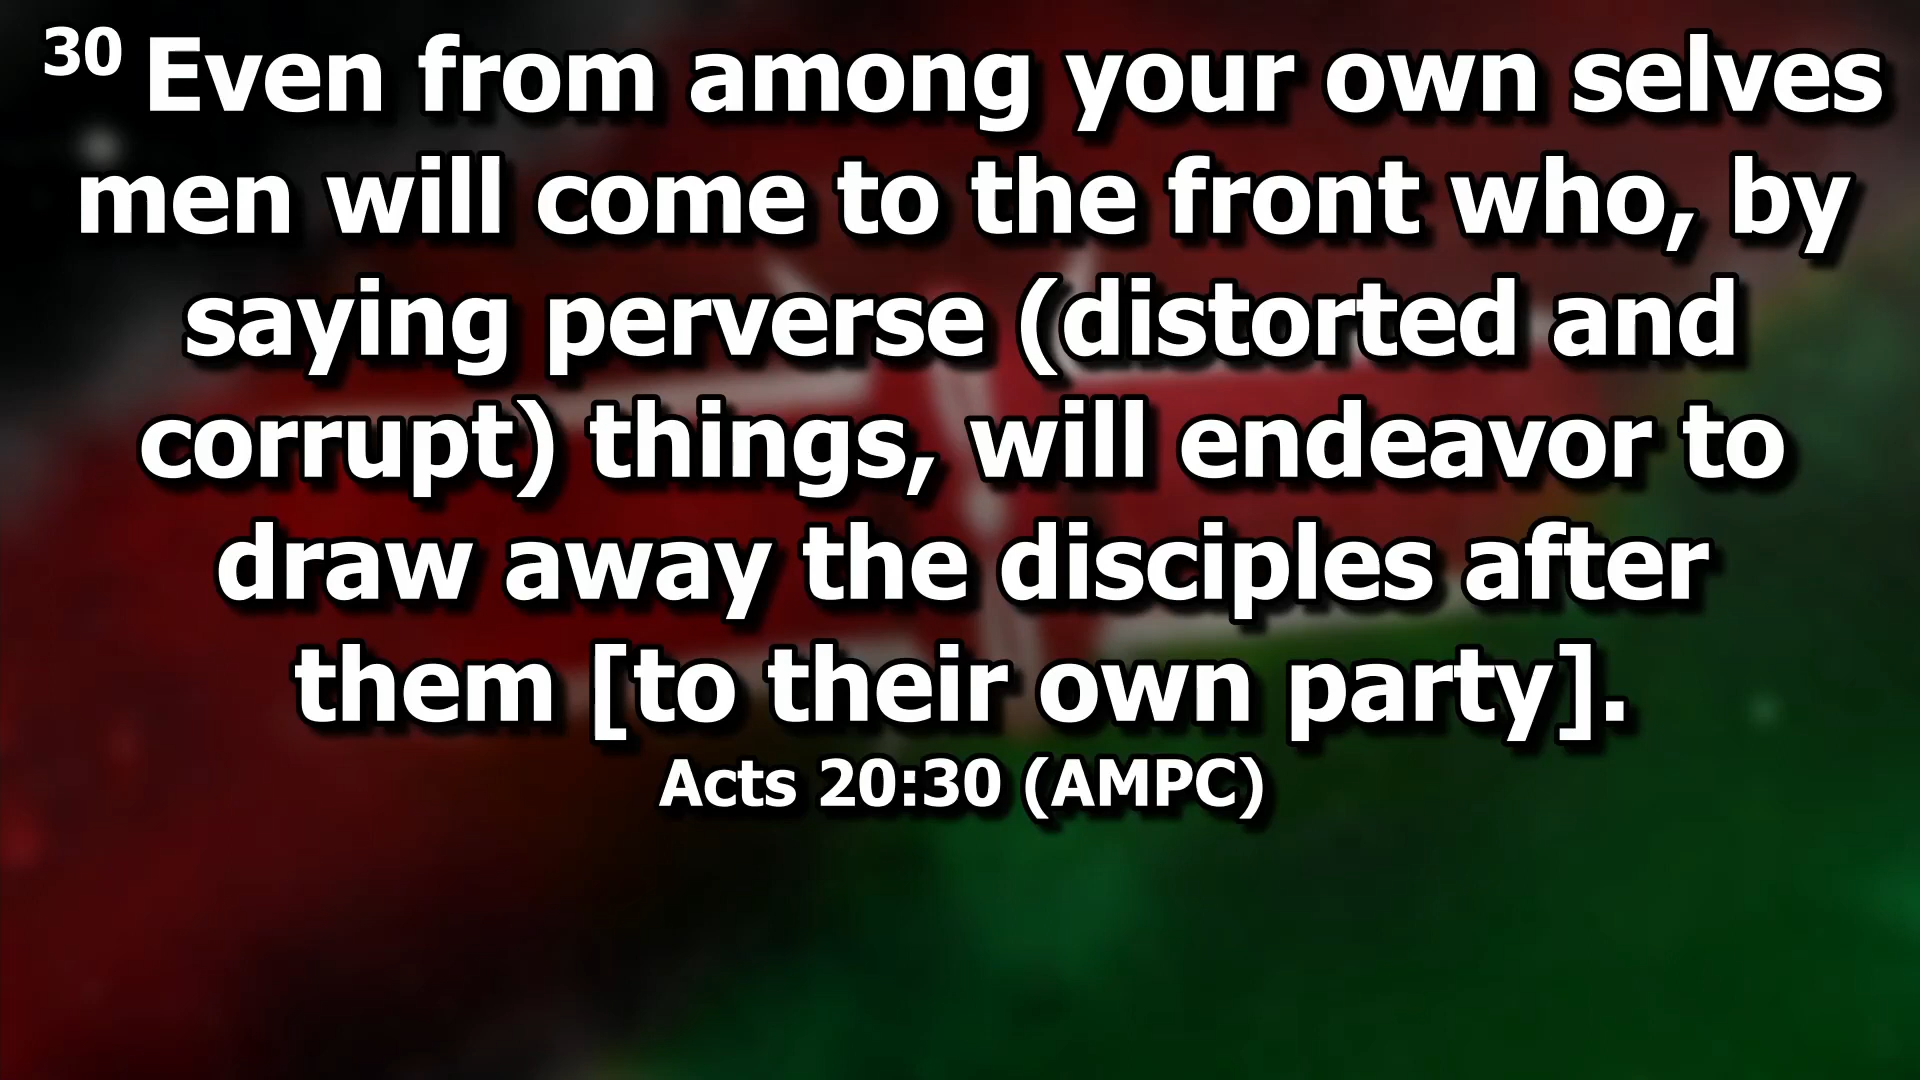 30 Even from among your own selves
men will come to the front who, by
saying perverse (distorted and
corrupt) things, will endeavor to
draw away the disciples after
them [to their own party].
Acts 20:30 (AMPC)